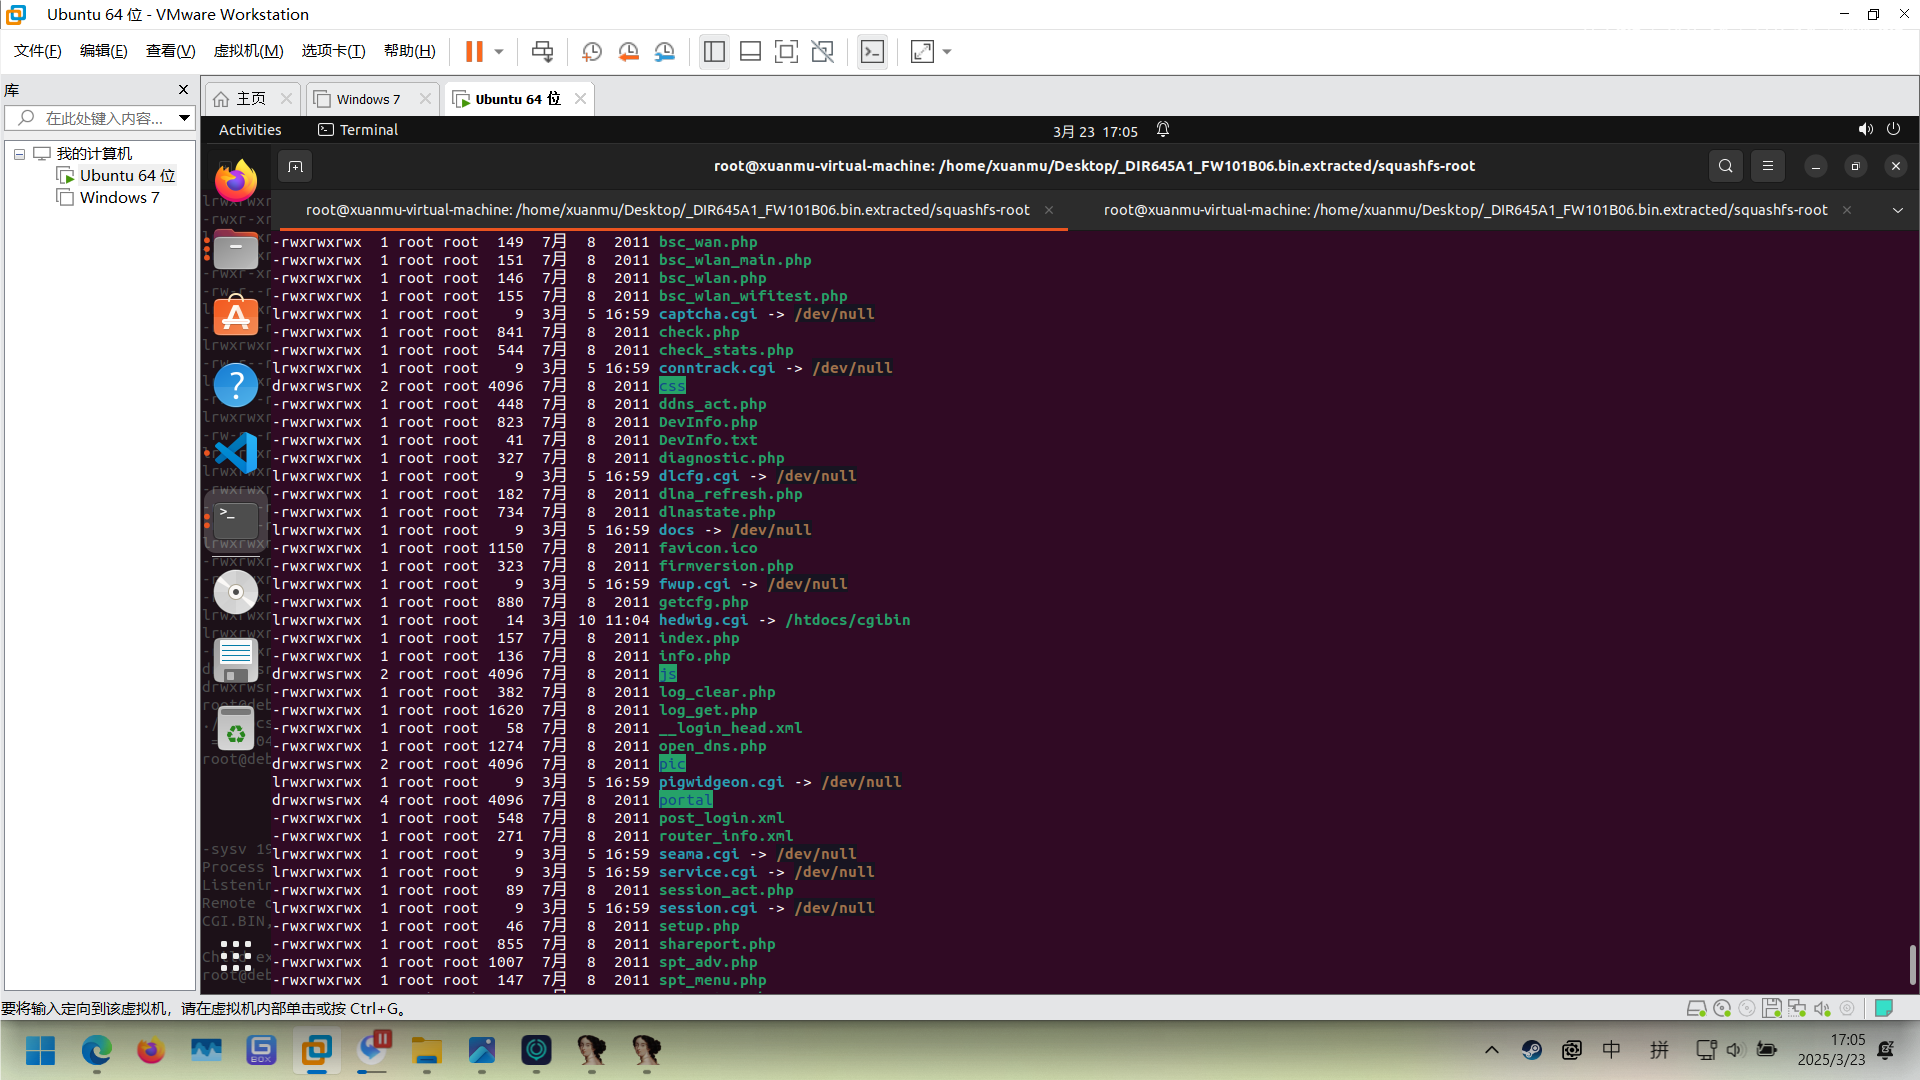 Ubuntu 64 位 - VMware Workstation
文件(F) 编辑(E) 查看(V) 虚拟机(M) 选项卡(T) 帮助(H)
库
在此处键入内容...
我的计算机
Ubuntu 64 位
Windows 7
主页 Windows 7 Ubuntu 64 位
Activities Terminal 3月 23 17:05
root@xuanmu-virtual-machine: /home/xuanmu/Desktop/_DIR645A1_FW101B06.bin.extracted/squashfs-root
root@xuanmu-virtual-machine: /home/xuanmu/Desktop/_DIR645A1_FW101B06.bin.extracted/squashfs-root root@xuanmu-virtual-machine: /home/xuanmu/Desktop/_DIR645A1_FW101B06.bin.extracted/squashfs-root
-rwxrwxrwx 1 root root 149 7月 8 2011 bsc_wan.php
-rwxrwxrwx 1 root root 151 7月 8 2011 bsc_wlan_main.php
-rwxrwxrwx 1 root root 146 7月 8 2011 bsc_wlan.php
-rwxrwxrwx 1 root root 155 7月 8 2011 bsc_wlan_wifitest.php
lrwxrwxrwx 1 root root 9 3月 5 16:59 captcha.cgi -> /dev/null
-rwxrwxrwx 1 root root 841 7月 8 2011 check.php
-rwxrwxrwx 1 root root 544 7月 8 2011 check_stats.php
lrwxrwxrwx 1 root root 9 3月 5 16:59 conntrack.cgi -> /dev/null
drwxrwsrwx 2 root root 4096 7月 8 2011 css
-rwxrwxrwx 1 root root 448 7月 8 2011 ddns_act.php
-rwxrwxrwx 1 root root 823 7月 8 2011 DevInfo.php
-rwxrwxrwx 1 root root 41 7月 8 2011 DevInfo.txt
-rwxrwxrwx 1 root root 327 7月 8 2011 diagnostic.php
lrwxrwxrwx 1 root root 9 3月 5 16:59 dlcfg.cgi -> /dev/null
-rwxrwxrwx 1 root root 182 7月 8 2011 dlna_refresh.php
-rwxrwxrwx 1 root root 734 7月 8 2011 dlnastate.php
lrwxrwxrwx 1 root root 9 3月 5 16:59 docs -> /dev/null
-rwxrwxrwx 1 root root 1150 7月 8 2011 favicon.ico
-rwxrwxrwx 1 root root 323 7月 8 2011 firmversion.php
lrwxrwxrwx 1 root root 9 3月 5 16:59 fwup.cgi -> /dev/null
-rwxrwxrwx 1 root root 880 7月 8 2011 getcfg.php
lrwxrwxrwx 1 root root 14 3月 10 11:04 hedwig.cgi -> /htdocs/cgibin
-rwxrwxrwx 1 root root 157 7月 8 2011 index.php
-rwxrwxrwx 1 root root 136 7月 8 2011 info.php
drwxrwsrwx 2 root root 4096 7月 8 2011 js
-rwxrwxrwx 1 root root 382 7月 8 2011 log_clear.php
-rwxrwxrwx 1 root root 1620 7月 8 2011 log_get.php
-rwxrwxrwx 1 root root 58 7月 8 2011 __login_head.xml
-rwxrwxrwx 1 root root 1274 7月 8 2011 open_dns.php
drwxrwsrwx 2 root root 4096 7月 8 2011 pic
lrwxrwxrwx 1 root root 9 3月 5 16:59 pigwidgeon.cgi -> /dev/null
drwxrwsrwx 4 root root 4096 7月 8 2011 portal
-rwxrwxrwx 1 root root 548 7月 8 2011 post_login.xml
-rwxrwxrwx 1 root root 271 7月 8 2011 router_info.xml
lrwxrwxrwx 1 root root 9 3月 5 16:59 seama.cgi -> /dev/null
lrwxrwxrwx 1 root root 9 3月 5 16:59 service.cgi -> /dev/null
-rwxrwxrwx 1 root root 89 7月 8 2011 session_act.php
lrwxrwxrwx 1 root root 9 3月 5 16:59 session.cgi -> /dev/null
-rwxrwxrwx 1 root root 46 7月 8 2011 setup.php
-rwxrwxrwx 1 root root 855 7月 8 2011 shareport.php
-rwxrwxrwx 1 root root 1007 7月 8 2011 spt_adv.php
-rwxrwxrwx 1 root root 147 7月 8 2011 spt_menu.php
-sysv 19
Process
Listenin
Remote
CGI.BIN,
要将输入定向到该虚拟机，请在虚拟机内部单击或按 Ctrl+G。
中 拼 17:05
2025/3/23